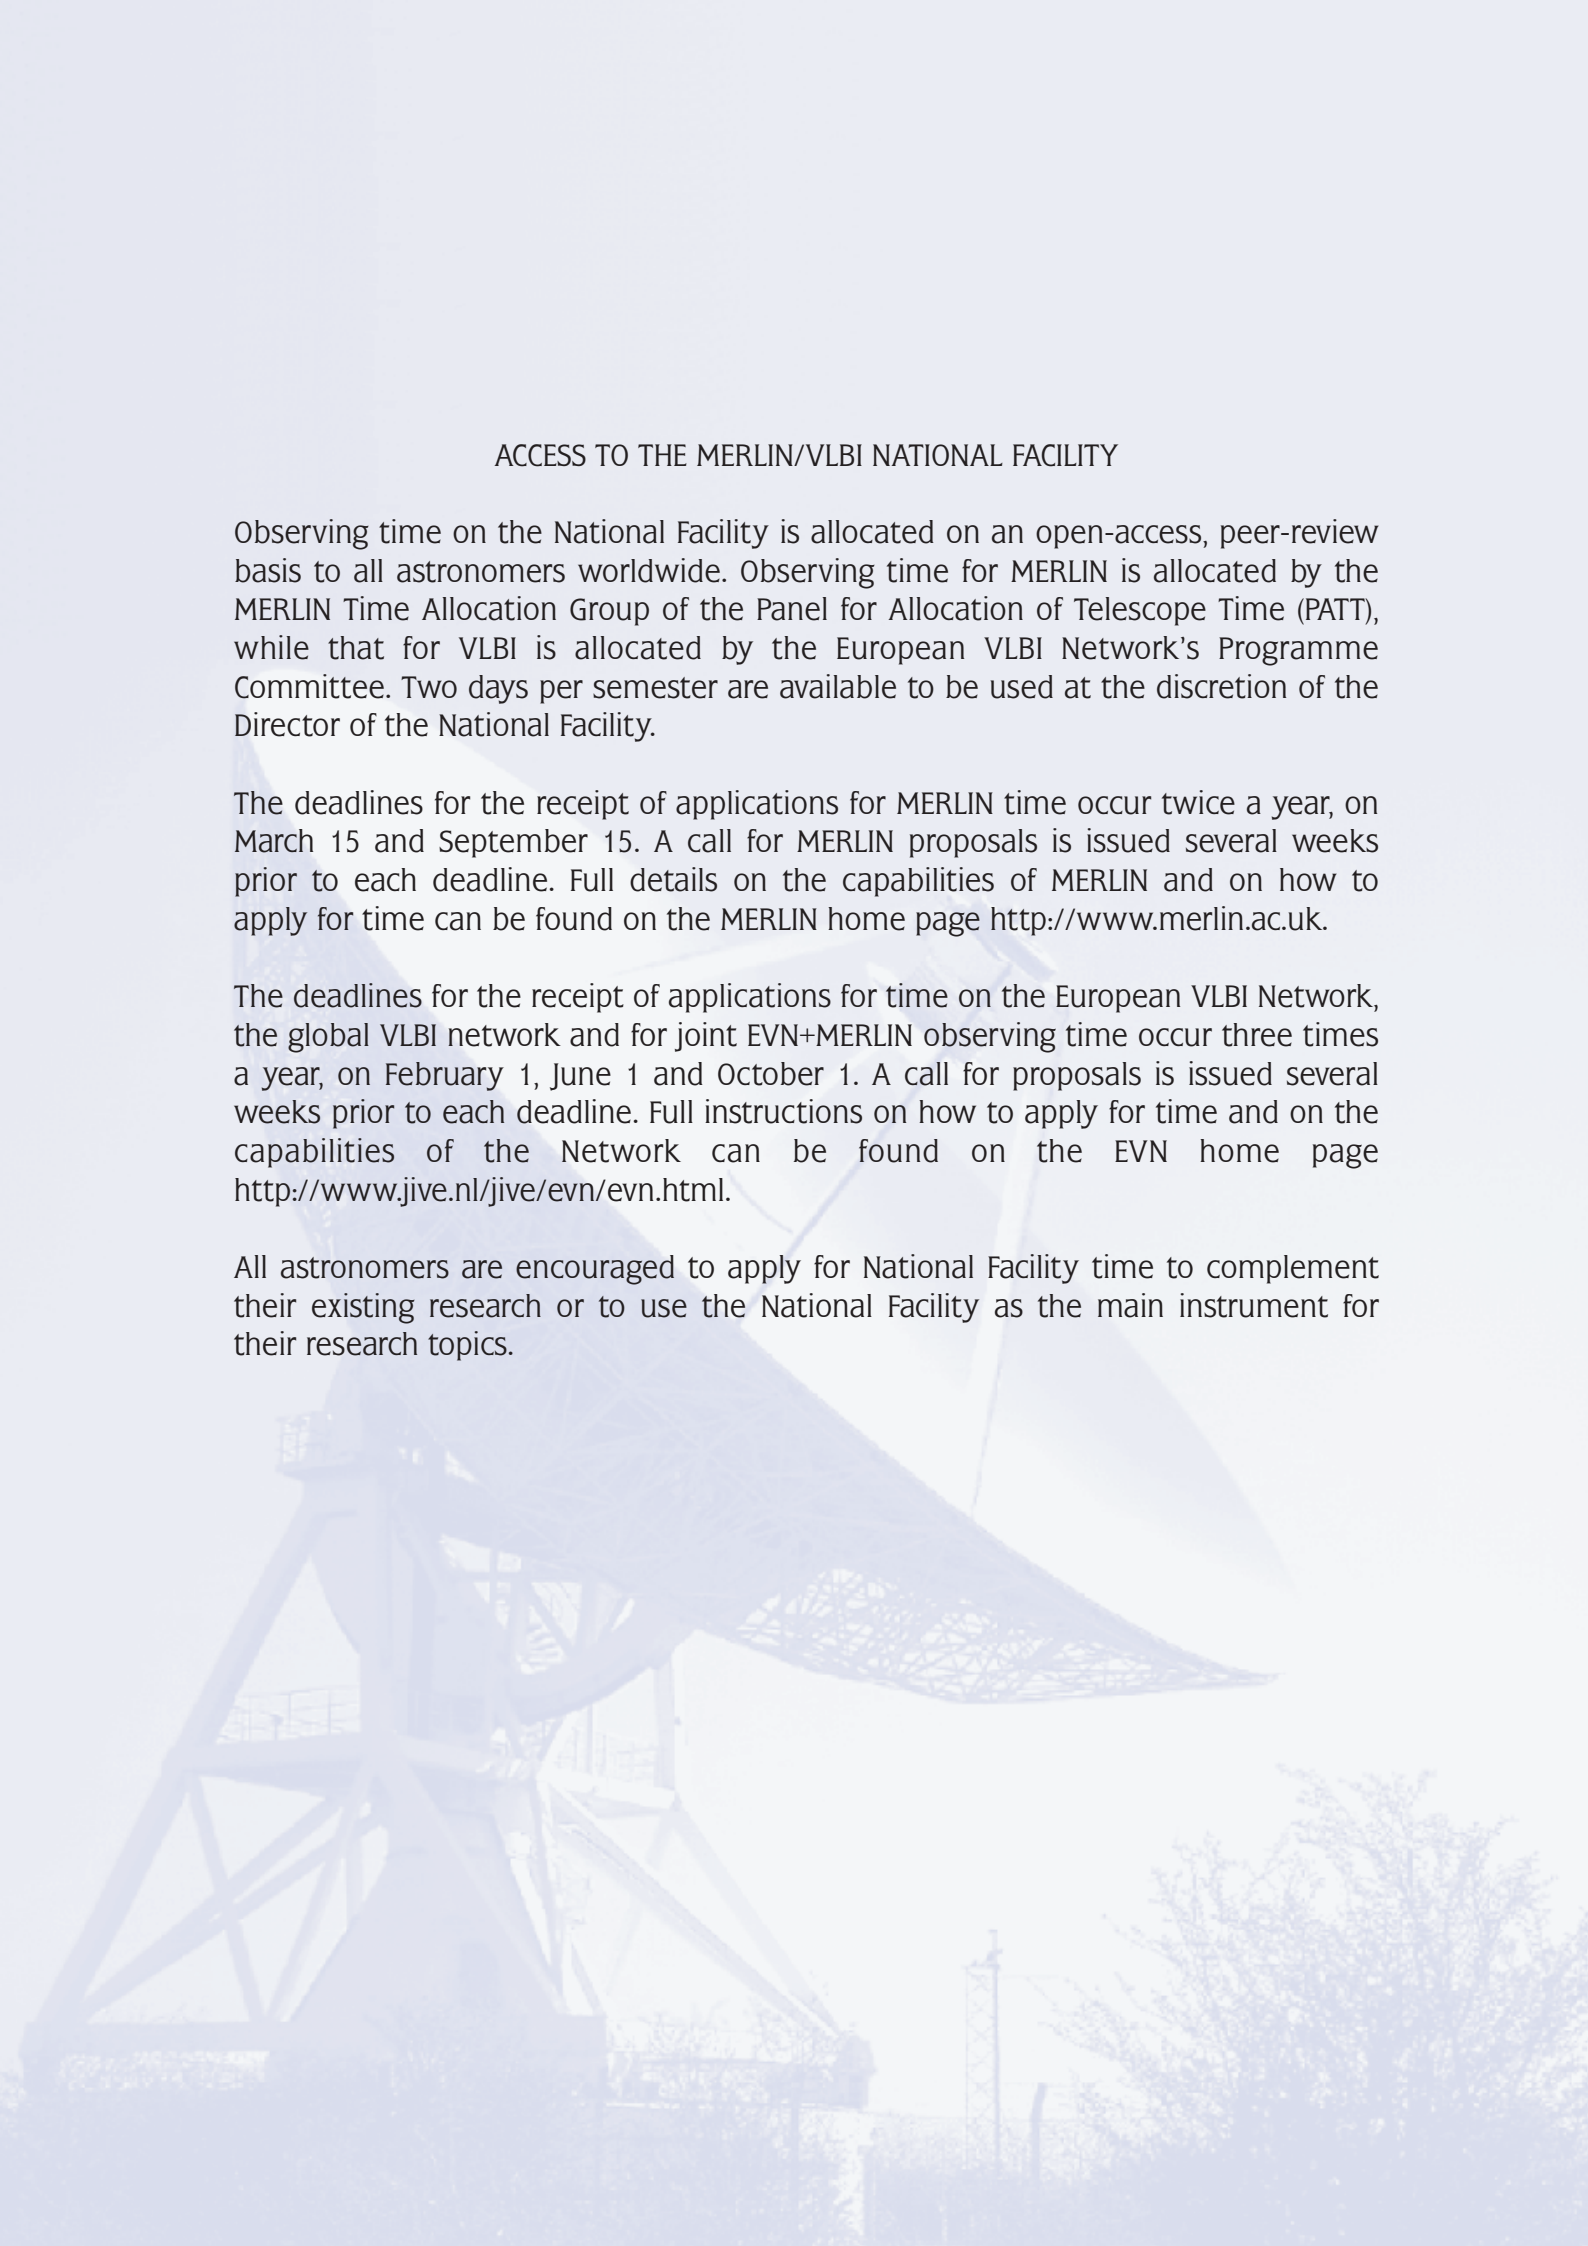 ACCESS TO THE MERLIN/VLBI NATIONAL FACILITY
Observing time on the National Facility is allocated on an open-access, peer-review
basis to all astronomers worldwide. Observing time for MERLIN is allocated by the
MERLIN Time Allocation Group of the Panel for Allocation of Telescope Time (PATT),
while that for VLBI is allocated by the European VLBI Network’s Programme
Committee. Two days per semester are available to be used at the discretion of the
Director of the National Facility.
The deadlines for the receipt of applications for MERLIN time occur twice a year, on
March 15 and September 15. A call for MERLIN proposals is issued several weeks
prior to each deadline. Full details on the capabilities of MERLIN and on how to
apply for time can be found on the MERLIN home page http://www.merlin.ac.uk.
The deadlines for the receipt of applications for time on the European VLBI Network,
the global VLBI network and for joint EVN+MERLIN observing time occur three times
a year, on February 1, June 1 and October 1. A call for proposals is issued several
weeks prior to each deadline. Full instructions on how to apply for time and on the
capabilities of the Network can be found on the EVN home page
http://www.jive.nl/jive/evn/evn.html.
All astronomers are encouraged to apply for National Facility time to complement
their existing research or to use the National Facility as the main instrument for
their research topics.